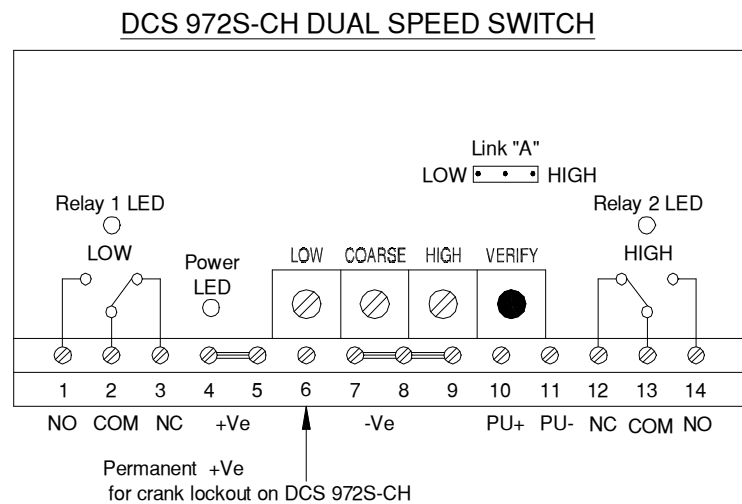 DCS 972S-CH DUAL SPEED SWITCH
Link "A"
LOW HIGH
Relay 1 LED Relay 2 LED
LOW HIGH
Power
LED
LOW COARSE HIGH VERIFY
1 2 3 4 5 6 7 8 9 10 11 12 13 14
NO COM NC +Ve -Ve PU+ PU- NC COM NO
Permanent +Ve
for crank lockout on DCS 972S-CH